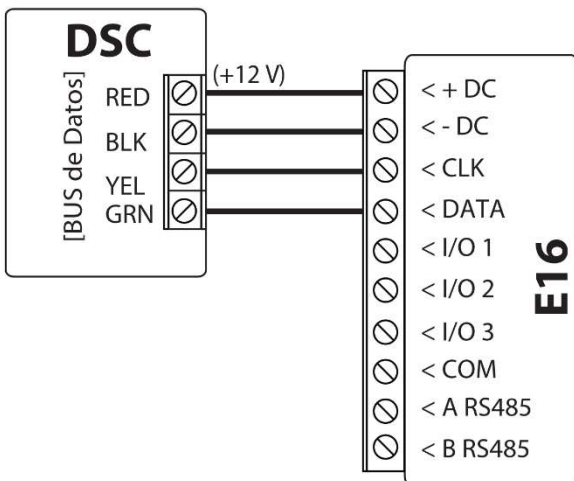 DSC
[BUS de Datos]
RED
BLK
YEL
GRN
(+12 V)
< + DC
< - DC
< CLK
< DATA
< I/O 1
< I/O 2
< I/O 3
< COM
< A RS485
< B RS485
E16